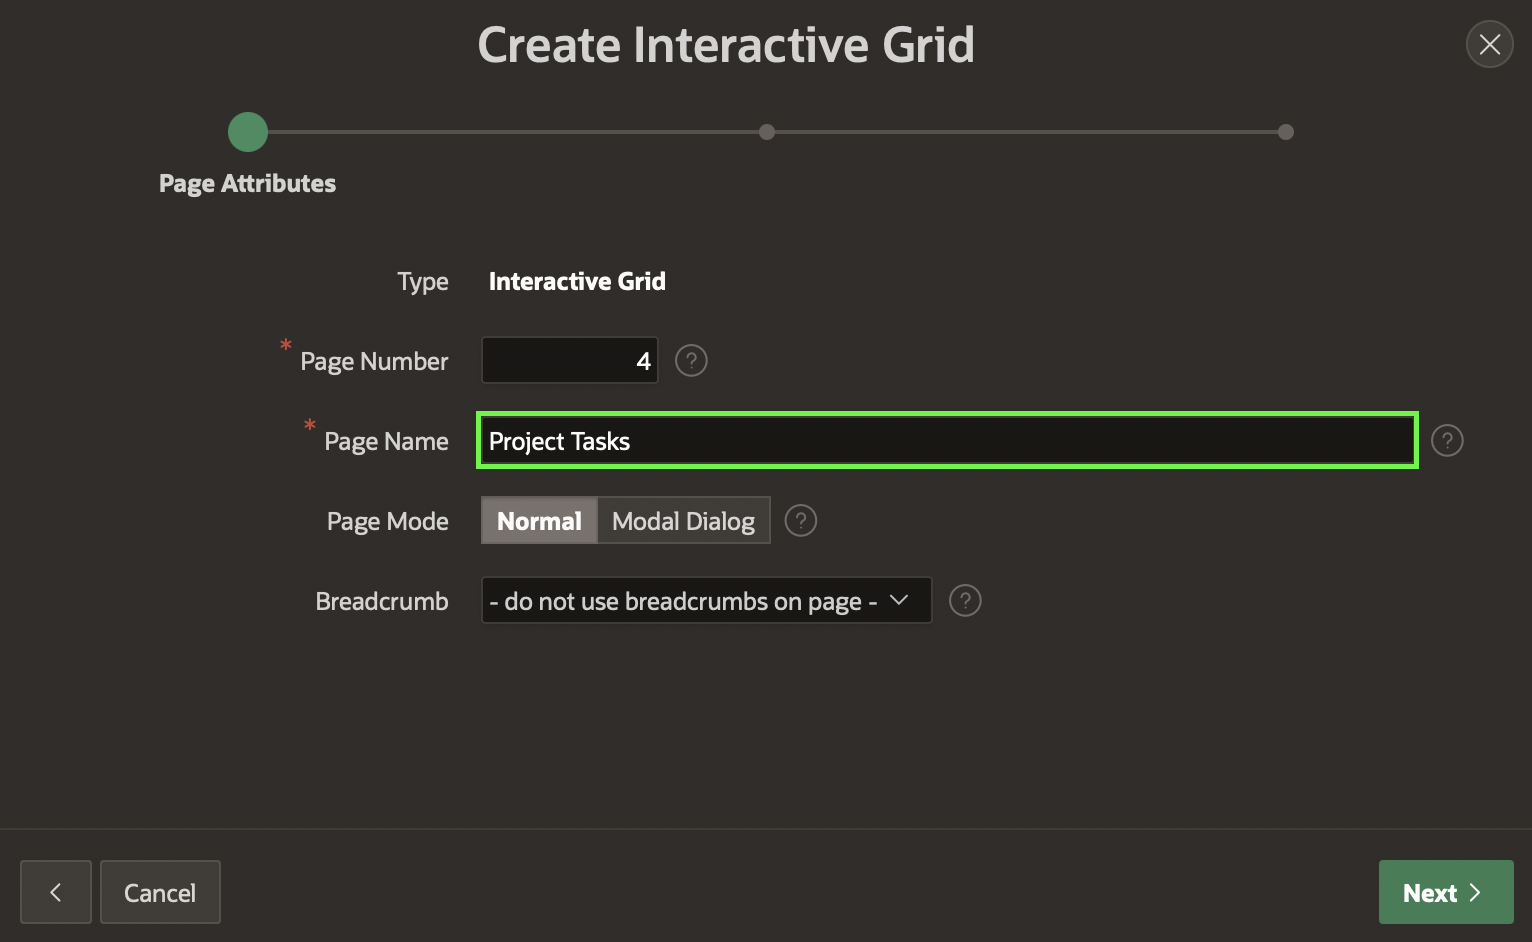 Create Interactive Grid
Page Attributes
Type Interactive Grid
* Page Number 4 ?
* Page Name Project Tasks ?
Page Mode Normal Modal Dialog ?
Breadcrumb - do not use breadcrumbs on page - ?
Cancel Next